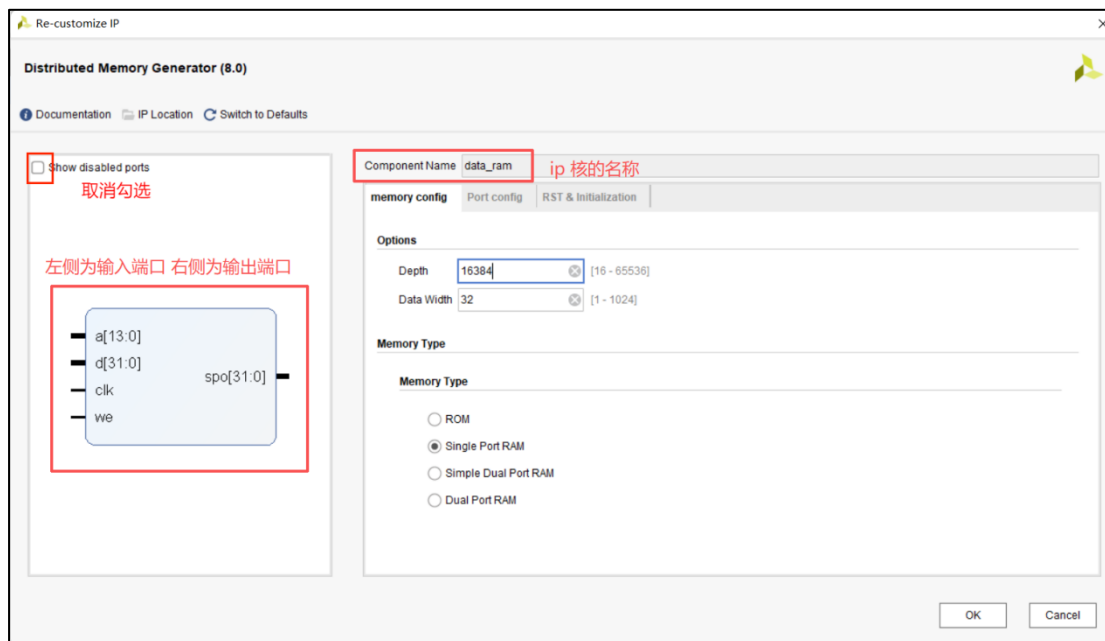 Re-customize IP
Distributed Memory Generator (8.0)
Documentation IP Location Switch to Defaults
Show disabled ports
取消勾选
左侧为输入端口 右侧为输出端口
a[13:0]
d[31:0]
clk
we
spo[31:0]
Component Name data_ram ip 核的名称
memory config Port config RST & Initialization
Options
Depth 16384 [16 - 65536]
Data Width 32 [1 - 1024]
Memory Type
Memory Type
ROM
Single Port RAM
Simple Dual Port RAM
Dual Port RAM
OK Cancel